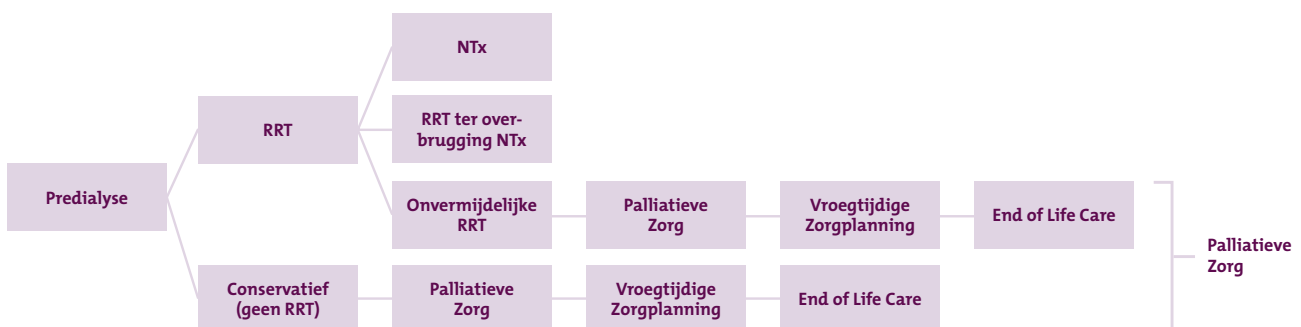 NTx
RRT
RRT ter over-
brugging NTx
Predialyse
Onvermijdelijke
RRT
Palliatieve
Zorg
Vroegtijdige
Zorgplanning
End of Life Care
Palliatieve
Zorg
Conservatief
(geen RRT)
Palliatieve
Zorg
Vroegtijdige
Zorgplanning
End of Life Care